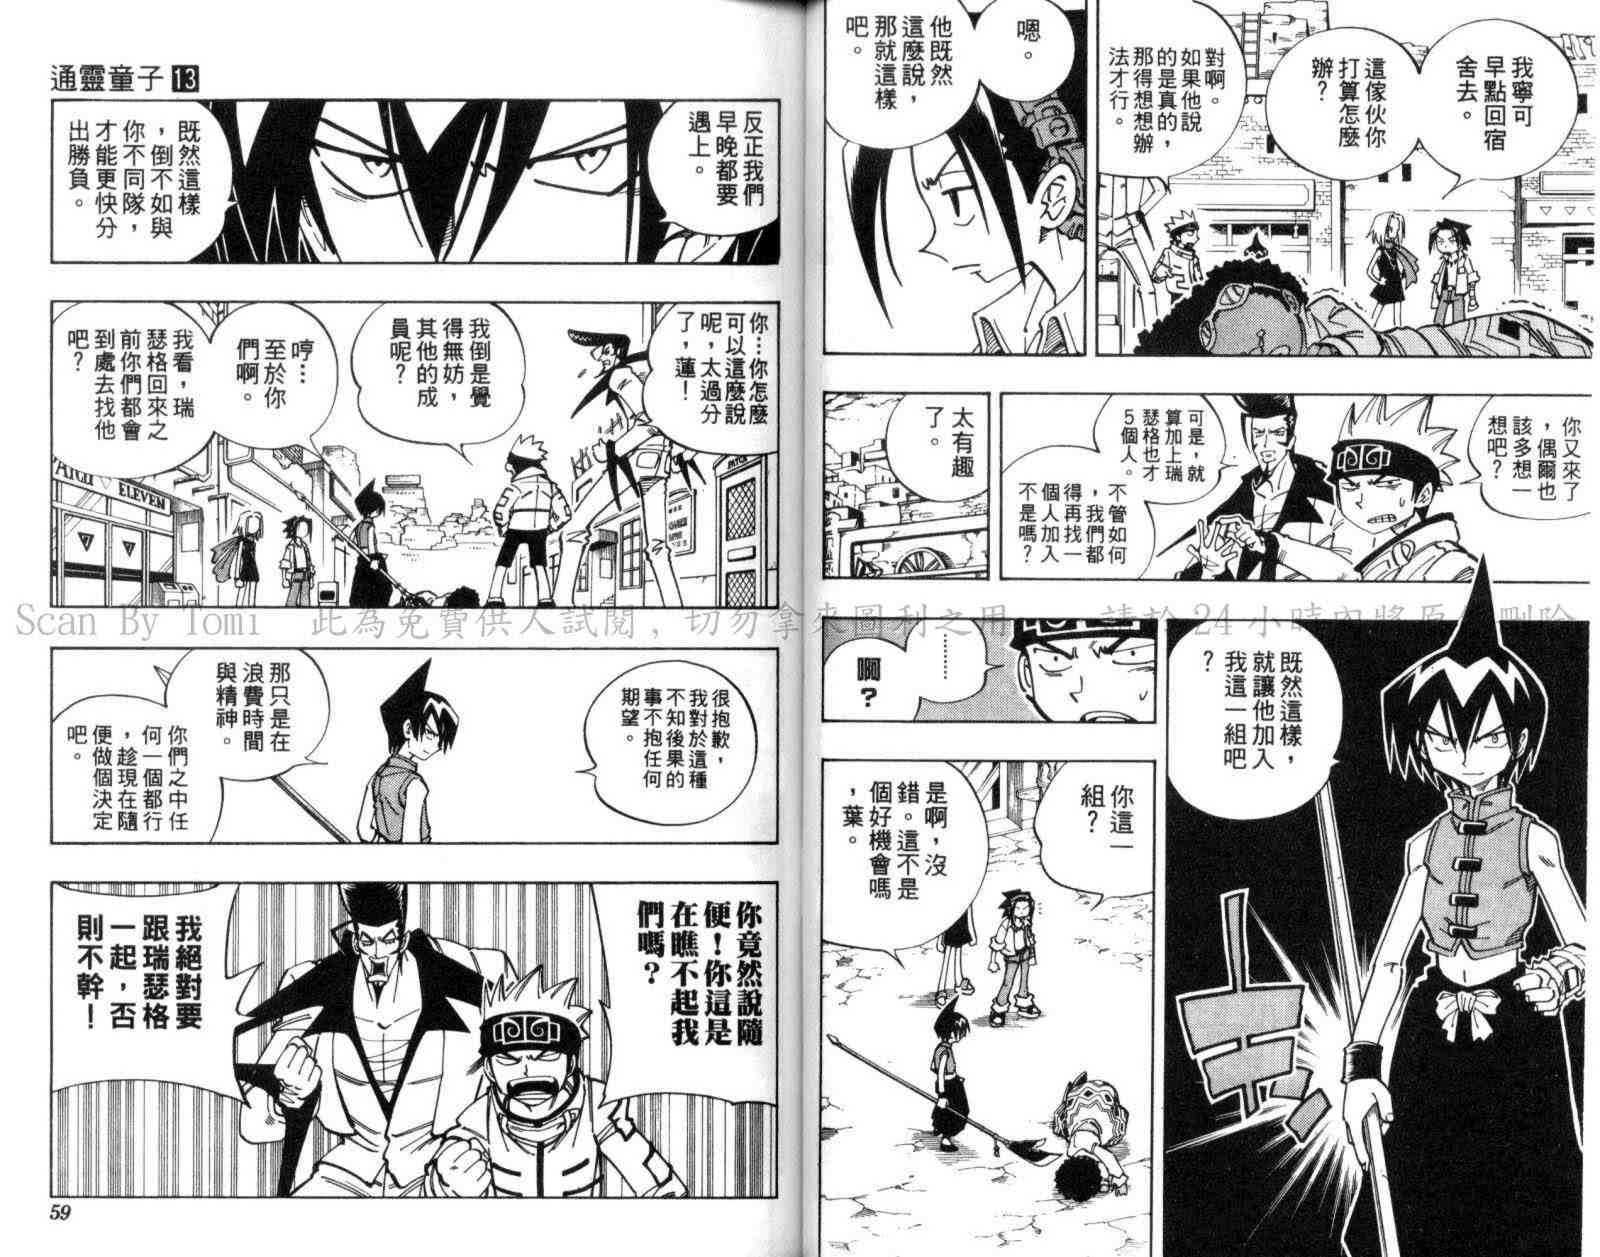 我寧可
早點回宿
舍去。
這傢伙你
打算怎麼
辦?
對啊。
如果他說
的是真的,
那得想想辦
法才行。
嗯。
他既然
這麼說,
那就這樣
吧。
你又來了
,偶爾也
該多想一
想吧?
可是,就
算加上瑞
瑟格也才
5個人。
不管如何
,我們都
得再找一
個人加入
不是嗎?
太有趣
了。
既然這樣,
就讓他加入
我這一組吧
?
………
啊?
你這一
組?
是啊,沒
錯。這不是
個好機會嗎
,葉。
通靈童子 13
反正我們
早晚都要
遇上。
既然這樣
,倒不如與
你不同隊,
才能更快分
出勝負。
你…你怎麼
可以這麼說
呢,太過分
了,蓮!
我倒是覺
得無妨,
其他的成
員呢?
哼…
至於你
們啊。
我看,瑞
瑟格回來之
前你們都會
到處去找他
吧?
PATCH
ELEVEN
PATCH
很抱歉,
我對於這種
不知後果的
事不抱任何
期望。
那只是在
浪費時間
與精神。
你們之中任
何一個都行
,趁現在隨
便做個決定
吧。
你竟然說隨
便!你這是
在瞧不起我
們嗎?
我絕對要
跟瑞瑟格
一起,否
則不幹!
59
Scan By Tomi 此為免費供人試閱,切勿拿來圖利之用 請於 24 小時內將原